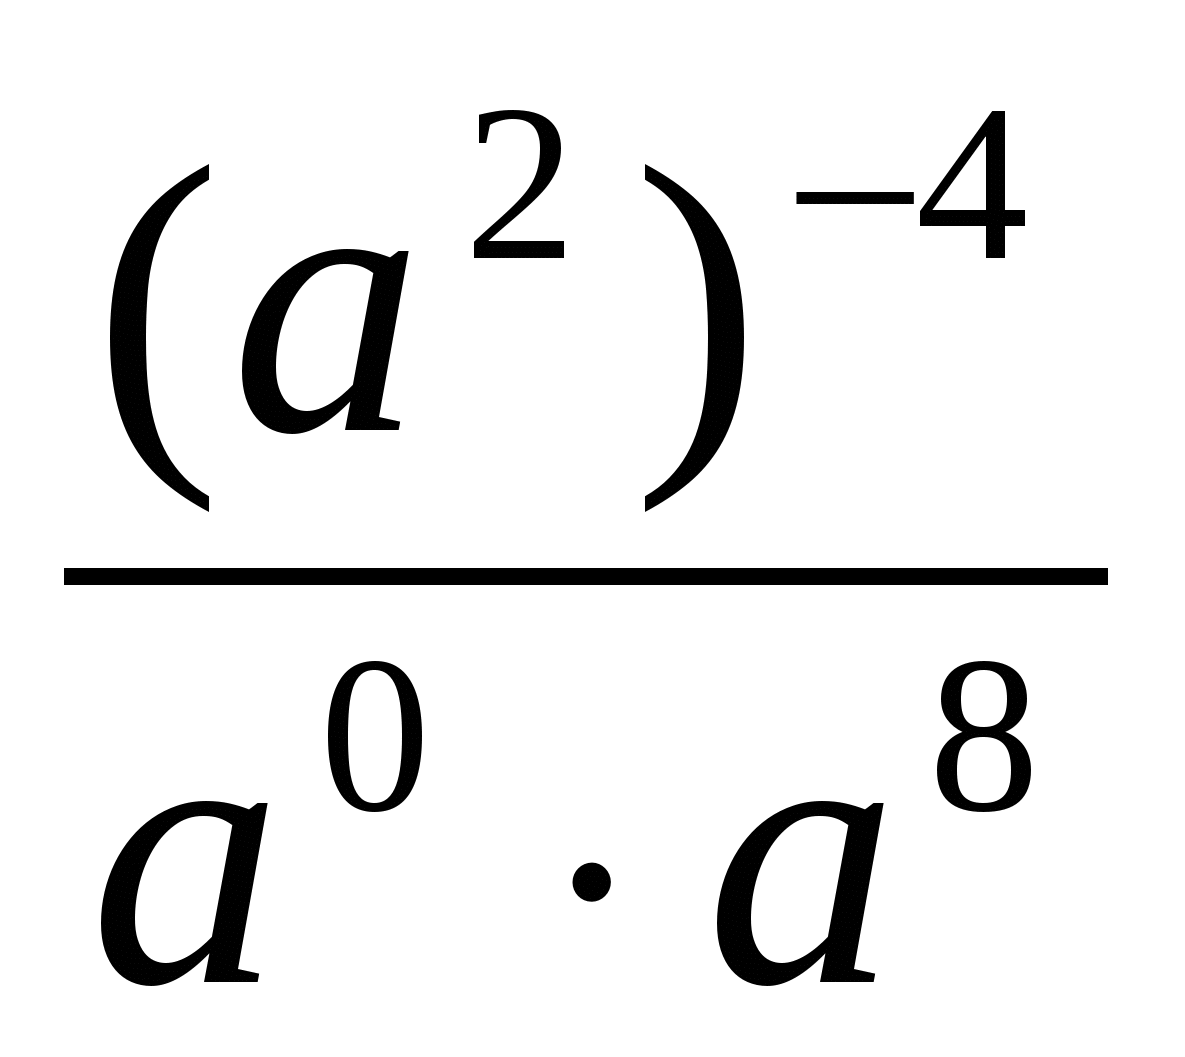 (a²)⁻⁴
a⁰ · a⁸